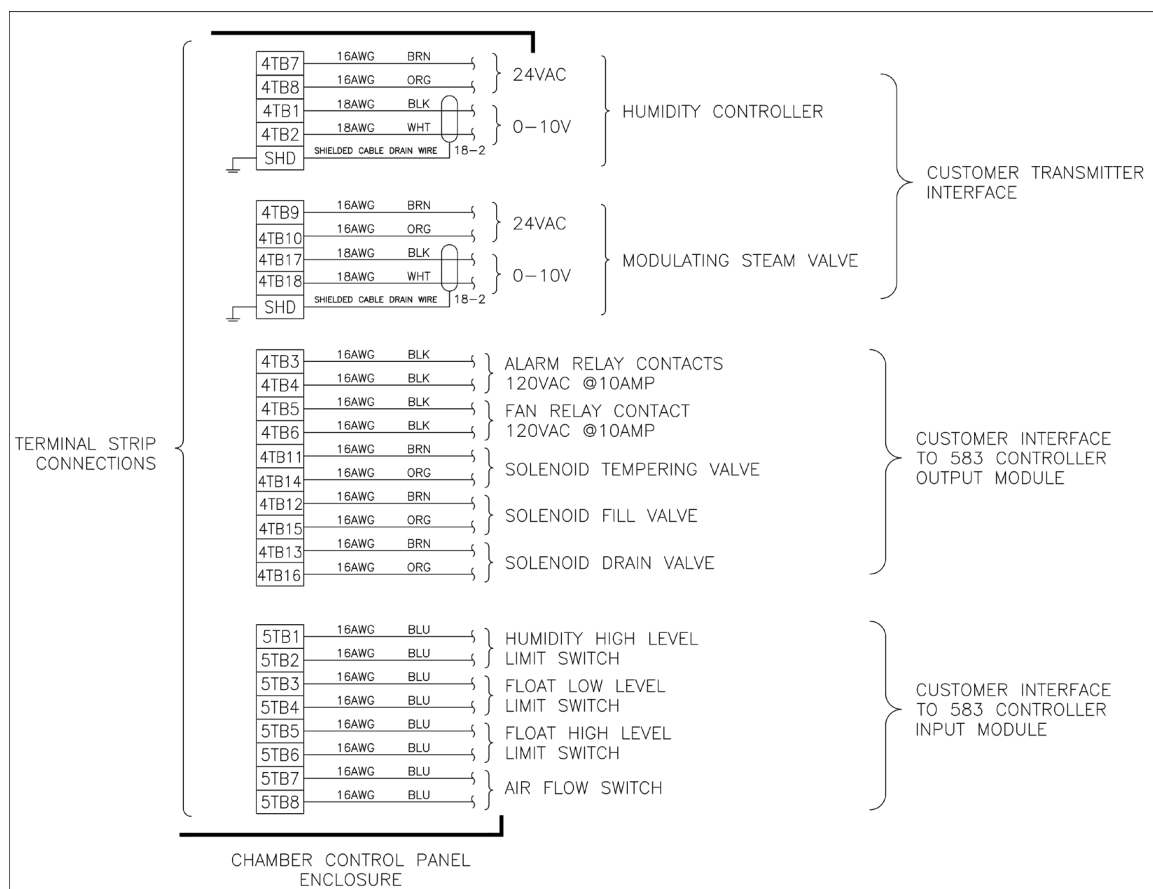 4TB7 16AWG BRN
4TB8 16AWG ORG
24VAC
4TB1 18AWG BLK
4TB2 18AWG WHT
0-10V
SHD SHIELDED CABLE DRAIN WIRE 18-2
HUMIDITY CONTROLLER
4TB9 16AWG BRN
4TB10 16AWG ORG
24VAC
4TB17 18AWG BLK
4TB18 18AWG WHT
0-10V
SHD SHIELDED CABLE DRAIN WIRE 18-2
MODULATING STEAM VALVE
CUSTOMER TRANSMITTER
INTERFACE
4TB3 16AWG BLK
4TB4 16AWG BLK
ALARM RELAY CONTACTS
120VAC @10AMP
4TB5 16AWG BLK
4TB6 16AWG BLK
FAN RELAY CONTACT
120VAC @10AMP
4TB11 16AWG BRN
4TB14 16AWG ORG
SOLENOID TEMPERING VALVE
4TB12 16AWG BRN
4TB15 16AWG ORG
SOLENOID FILL VALVE
4TB13 16AWG BRN
4TB16 16AWG ORG
SOLENOID DRAIN VALVE
CUSTOMER INTERFACE
TO 583 CONTROLLER
OUTPUT MODULE
TERMINAL STRIP
CONNECTIONS
5TB1 16AWG BLU
5TB2 16AWG BLU
HUMIDITY HIGH LEVEL
LIMIT SWITCH
5TB3 16AWG BLU
5TB4 16AWG BLU
FLOAT LOW LEVEL
LIMIT SWITCH
5TB5 16AWG BLU
5TB6 16AWG BLU
FLOAT HIGH LEVEL
LIMIT SWITCH
5TB7 16AWG BLU
5TB8 16AWG BLU
AIR FLOW SWITCH
CUSTOMER INTERFACE
TO 583 CONTROLLER
INPUT MODULE
CHAMBER CONTROL PANEL
ENCLOSURE